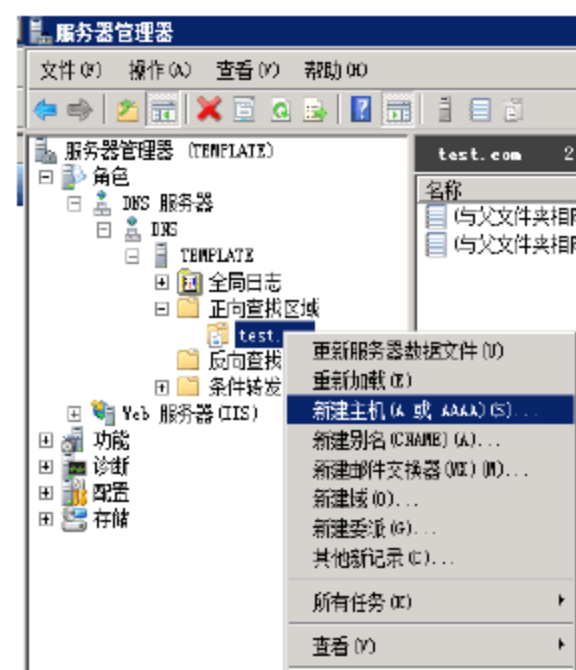 服务器管理器
文件(F) 操作(A) 查看(V) 帮助(H)
服务器管理器 (TEMPLATE)
test.com 2
角色
名称
DNS 服务器
(与父文件夹相
DNS
(与父文件夹相
TEMPLATE
全局日志
正向查找区域
test.
反向查找
条件转发
Web 服务器(IIS)
功能
诊断
配置
存储
重新服务器数据文件(U)
重新加载(E)
新建主机(A 或 AAAA)(S)...
新建别名(CNAME)(A)...
新建邮件交换器(MX)(M)...
新建域(O)...
新建委派(G)...
其他新记录(C)...
所有任务(K)
查看(V)